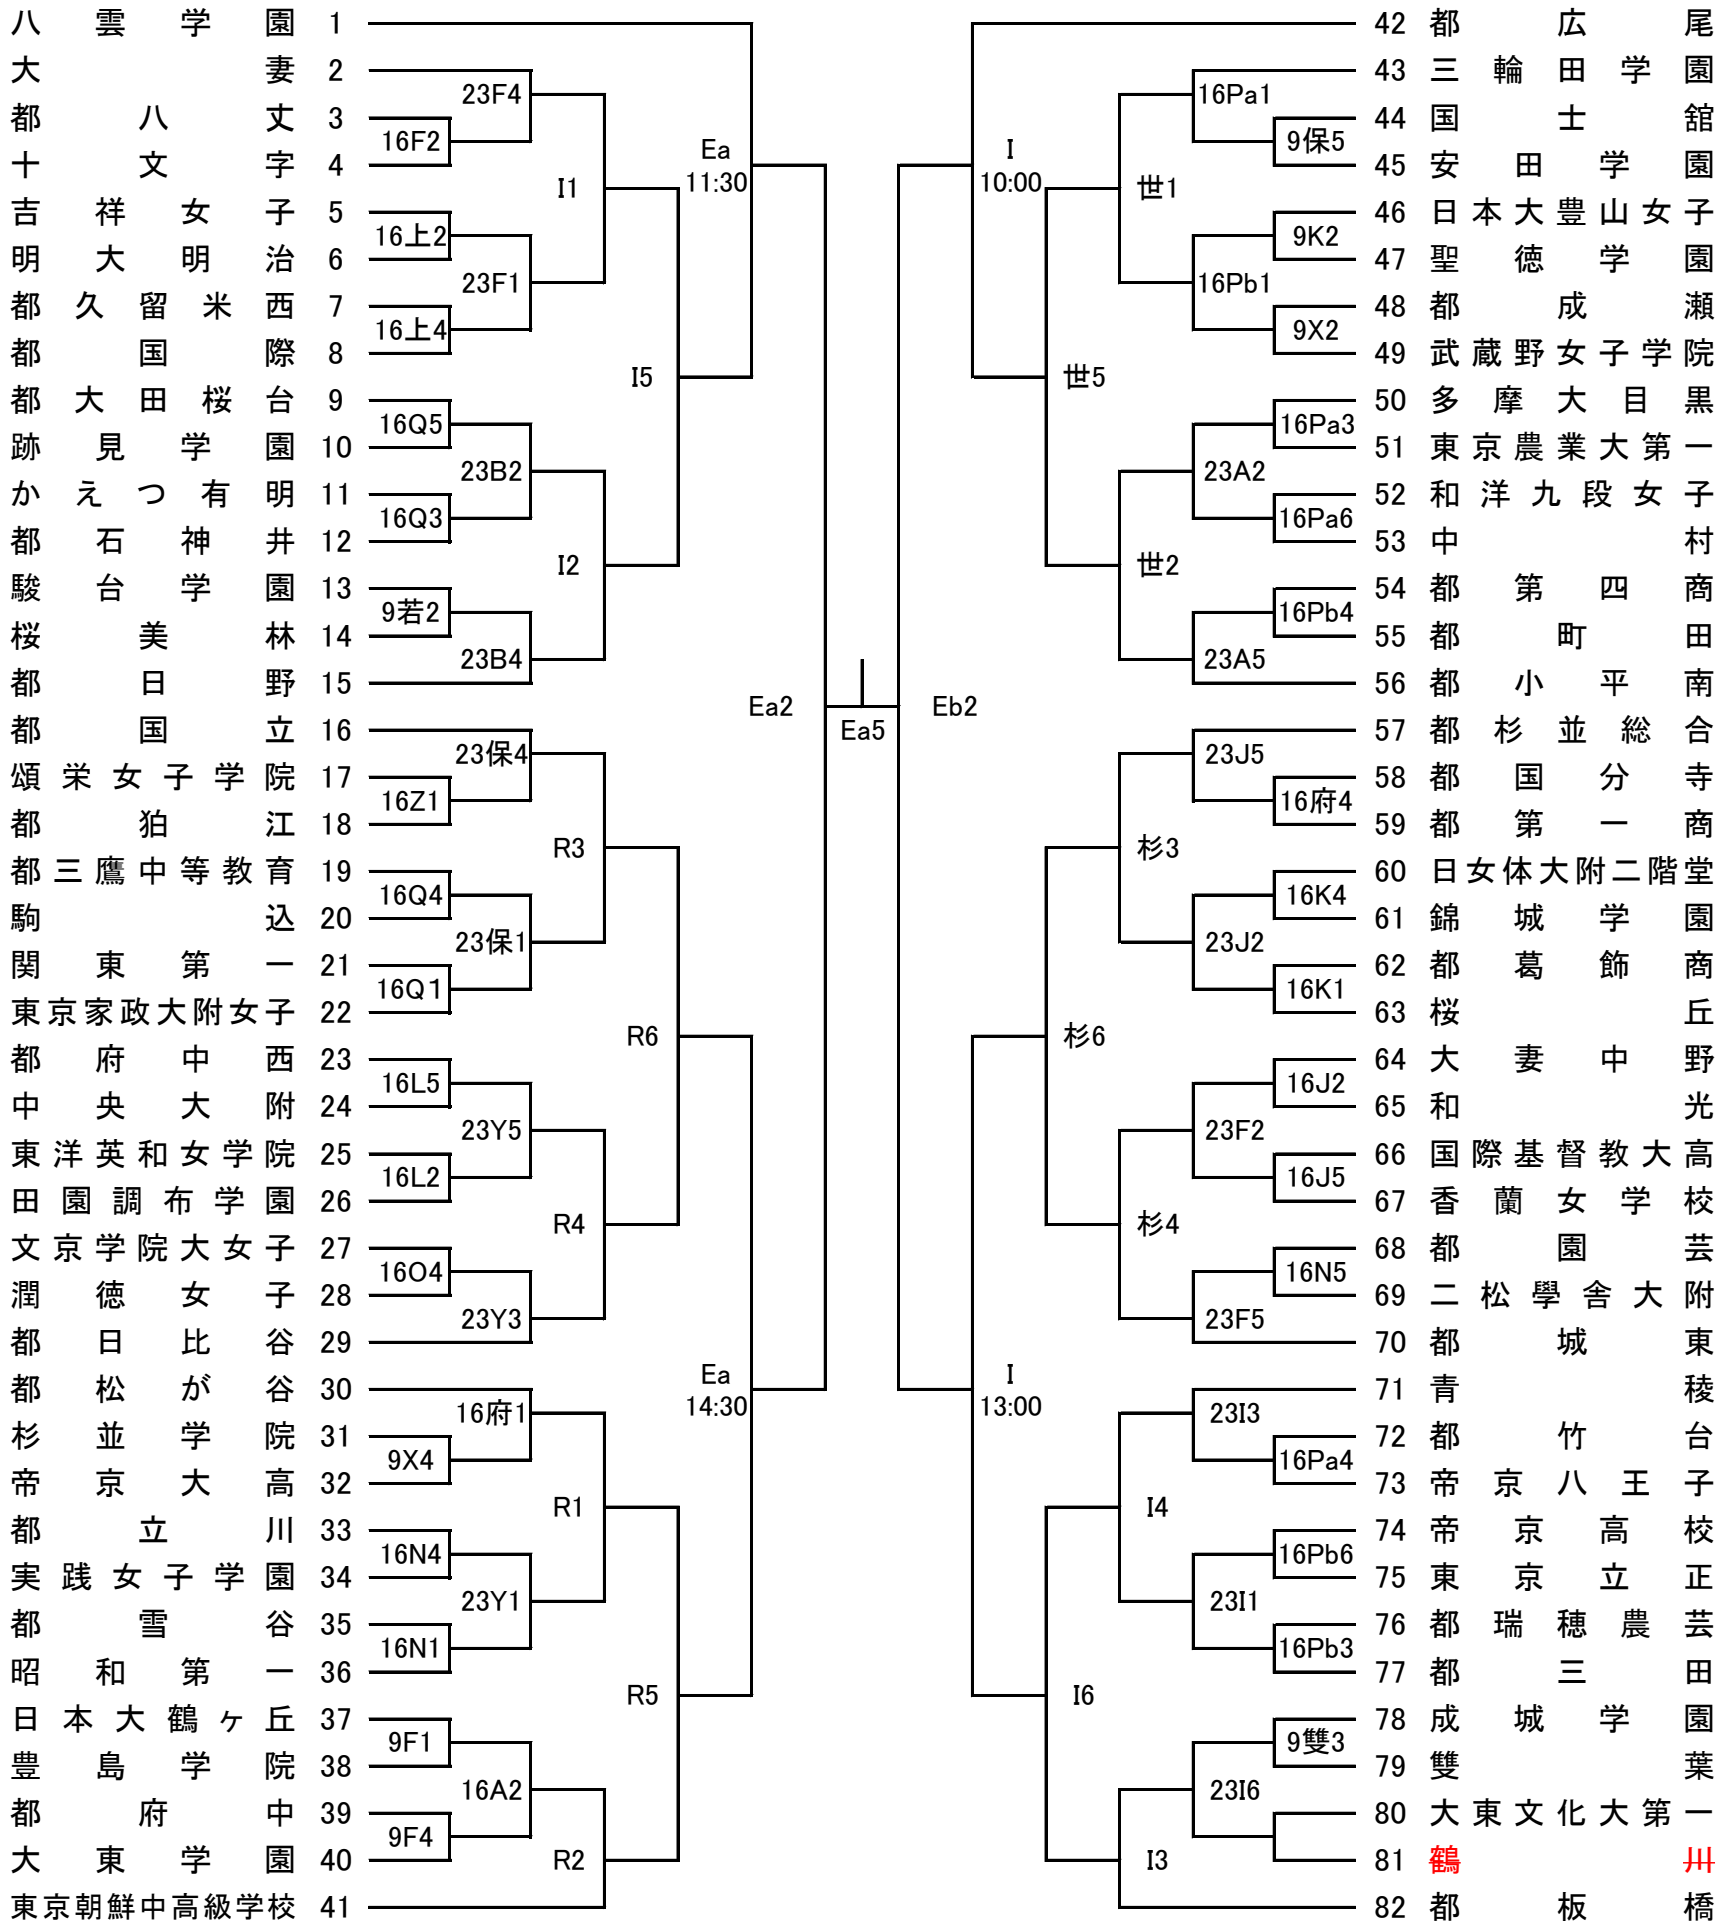 八雲学園 1
大妻 2
都八丈 3
十文字 4
吉祥女子 5
明大明治 6
都久留米西 7
都国際 8
都大田桜台 9
跡見学園 10
かえつ有明 11
都石神井 12
駿台学園 13
桜美林 14
都日野 15
都国立 16
頌栄女子学院 17
都狛江 18
都三鷹中等教育 19
駒込 20
関東第一 21
東京家政大附女子 22
都府中西 23
中央大附 24
東洋英和女学院 25
田園調布学園 26
文京学院大女子 27
潤徳女子 28
都日比谷 29
都松が谷 30
杉並学院 31
帝京大高 32
都立川 33
実践女子学園 34
都雪谷 35
昭和第一 36
日本大鶴ヶ丘 37
豊島学院 38
都府中 39
大東学園 40
東京朝鮮中高級学校 41
16F2
16上2
16上4
16Q5
16Q3
9若2
16Z1
16Q4
16Q1
16L5
16L2
16O4
9X4
16N4
16N1
9F1
9F4
23F4
23F1
23B2
23B4
23保4
23保1
23Y5
23Y3
16府1
23Y1
16A2
I1
I2
R3
R4
R1
R2
I5
R6
R5
Ea
11:30
Ea
14:30
Ea2
Ea5
Eb2
I
10:00
I
13:00
世5
杉6
I6
世1
世2
杉3
杉4
I4
I3
16Pa1
16Pb1
23A2
23A5
23J5
23J2
23F2
23F5
23I3
23I1
23I6
9保5
9K2
9X2
16Pa3
16Pa6
16Pb4
16府4
16K4
16K1
16J2
16J5
16N5
16Pa4
16Pb6
16Pb3
9雙3
42 都広尾
43 三輪田学園
44 国士舘
45 安田学園
46 日本大豊山女子
47 聖徳学園
48 都成瀬
49 武蔵野女子学院
50 多摩大目黒
51 東京農業大第一
52 和洋九段女子
53 中村
54 都第四商
55 都町田
56 都小平南
57 都杉並総合
58 都国分寺
59 都第一商
60 日女体大附二階堂
61 錦城学園
62 都葛飾商
63 桜丘
64 大妻中野
65 和光
66 国際基督教大高
67 香蘭女学校
68 都園芸
69 二松學舎大附
70 都城東
71 青稜
72 都竹台
73 帝京八王子
74 帝京高校
75 東京立正
76 都瑞穂農芸
77 都三田
78 成城学園
79 雙葉
80 大東文化大第一
81 鶴川
82 都板橋